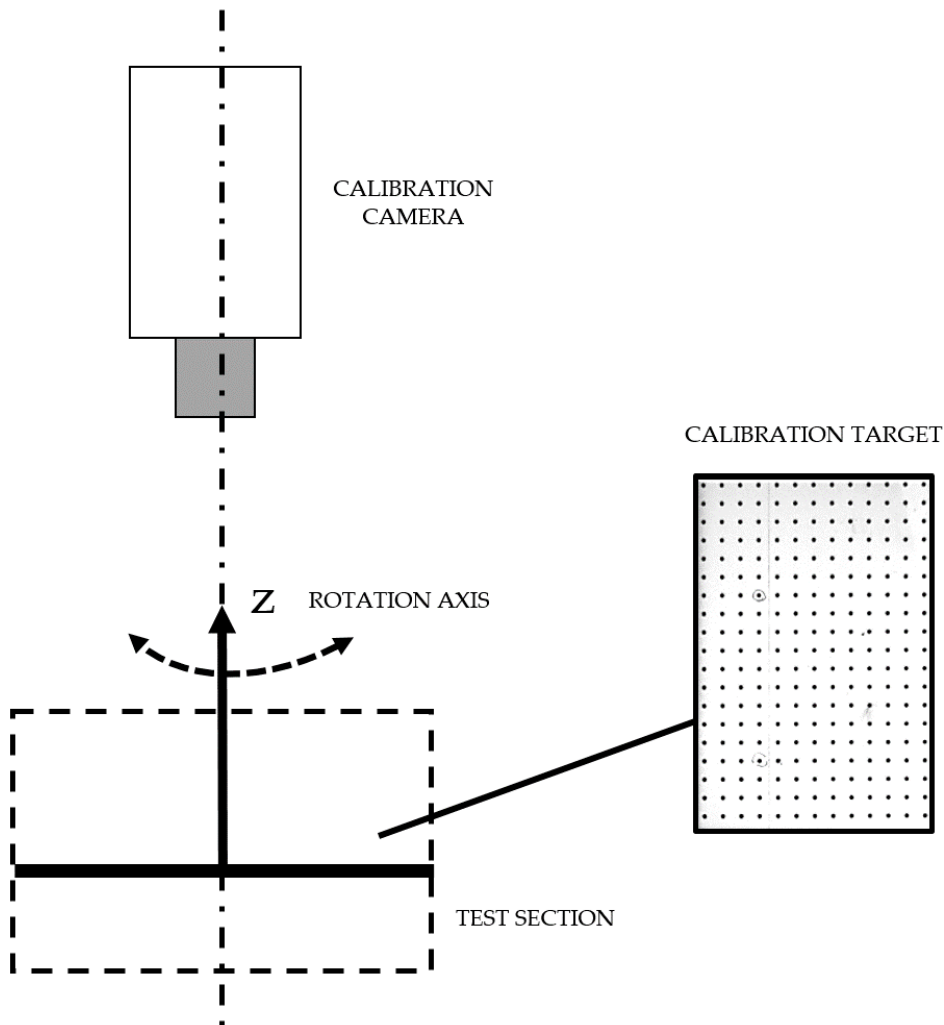 CALIBRATION
CAMERA
CALIBRATION TARGET
Z
ROTATION AXIS
TEST SECTION